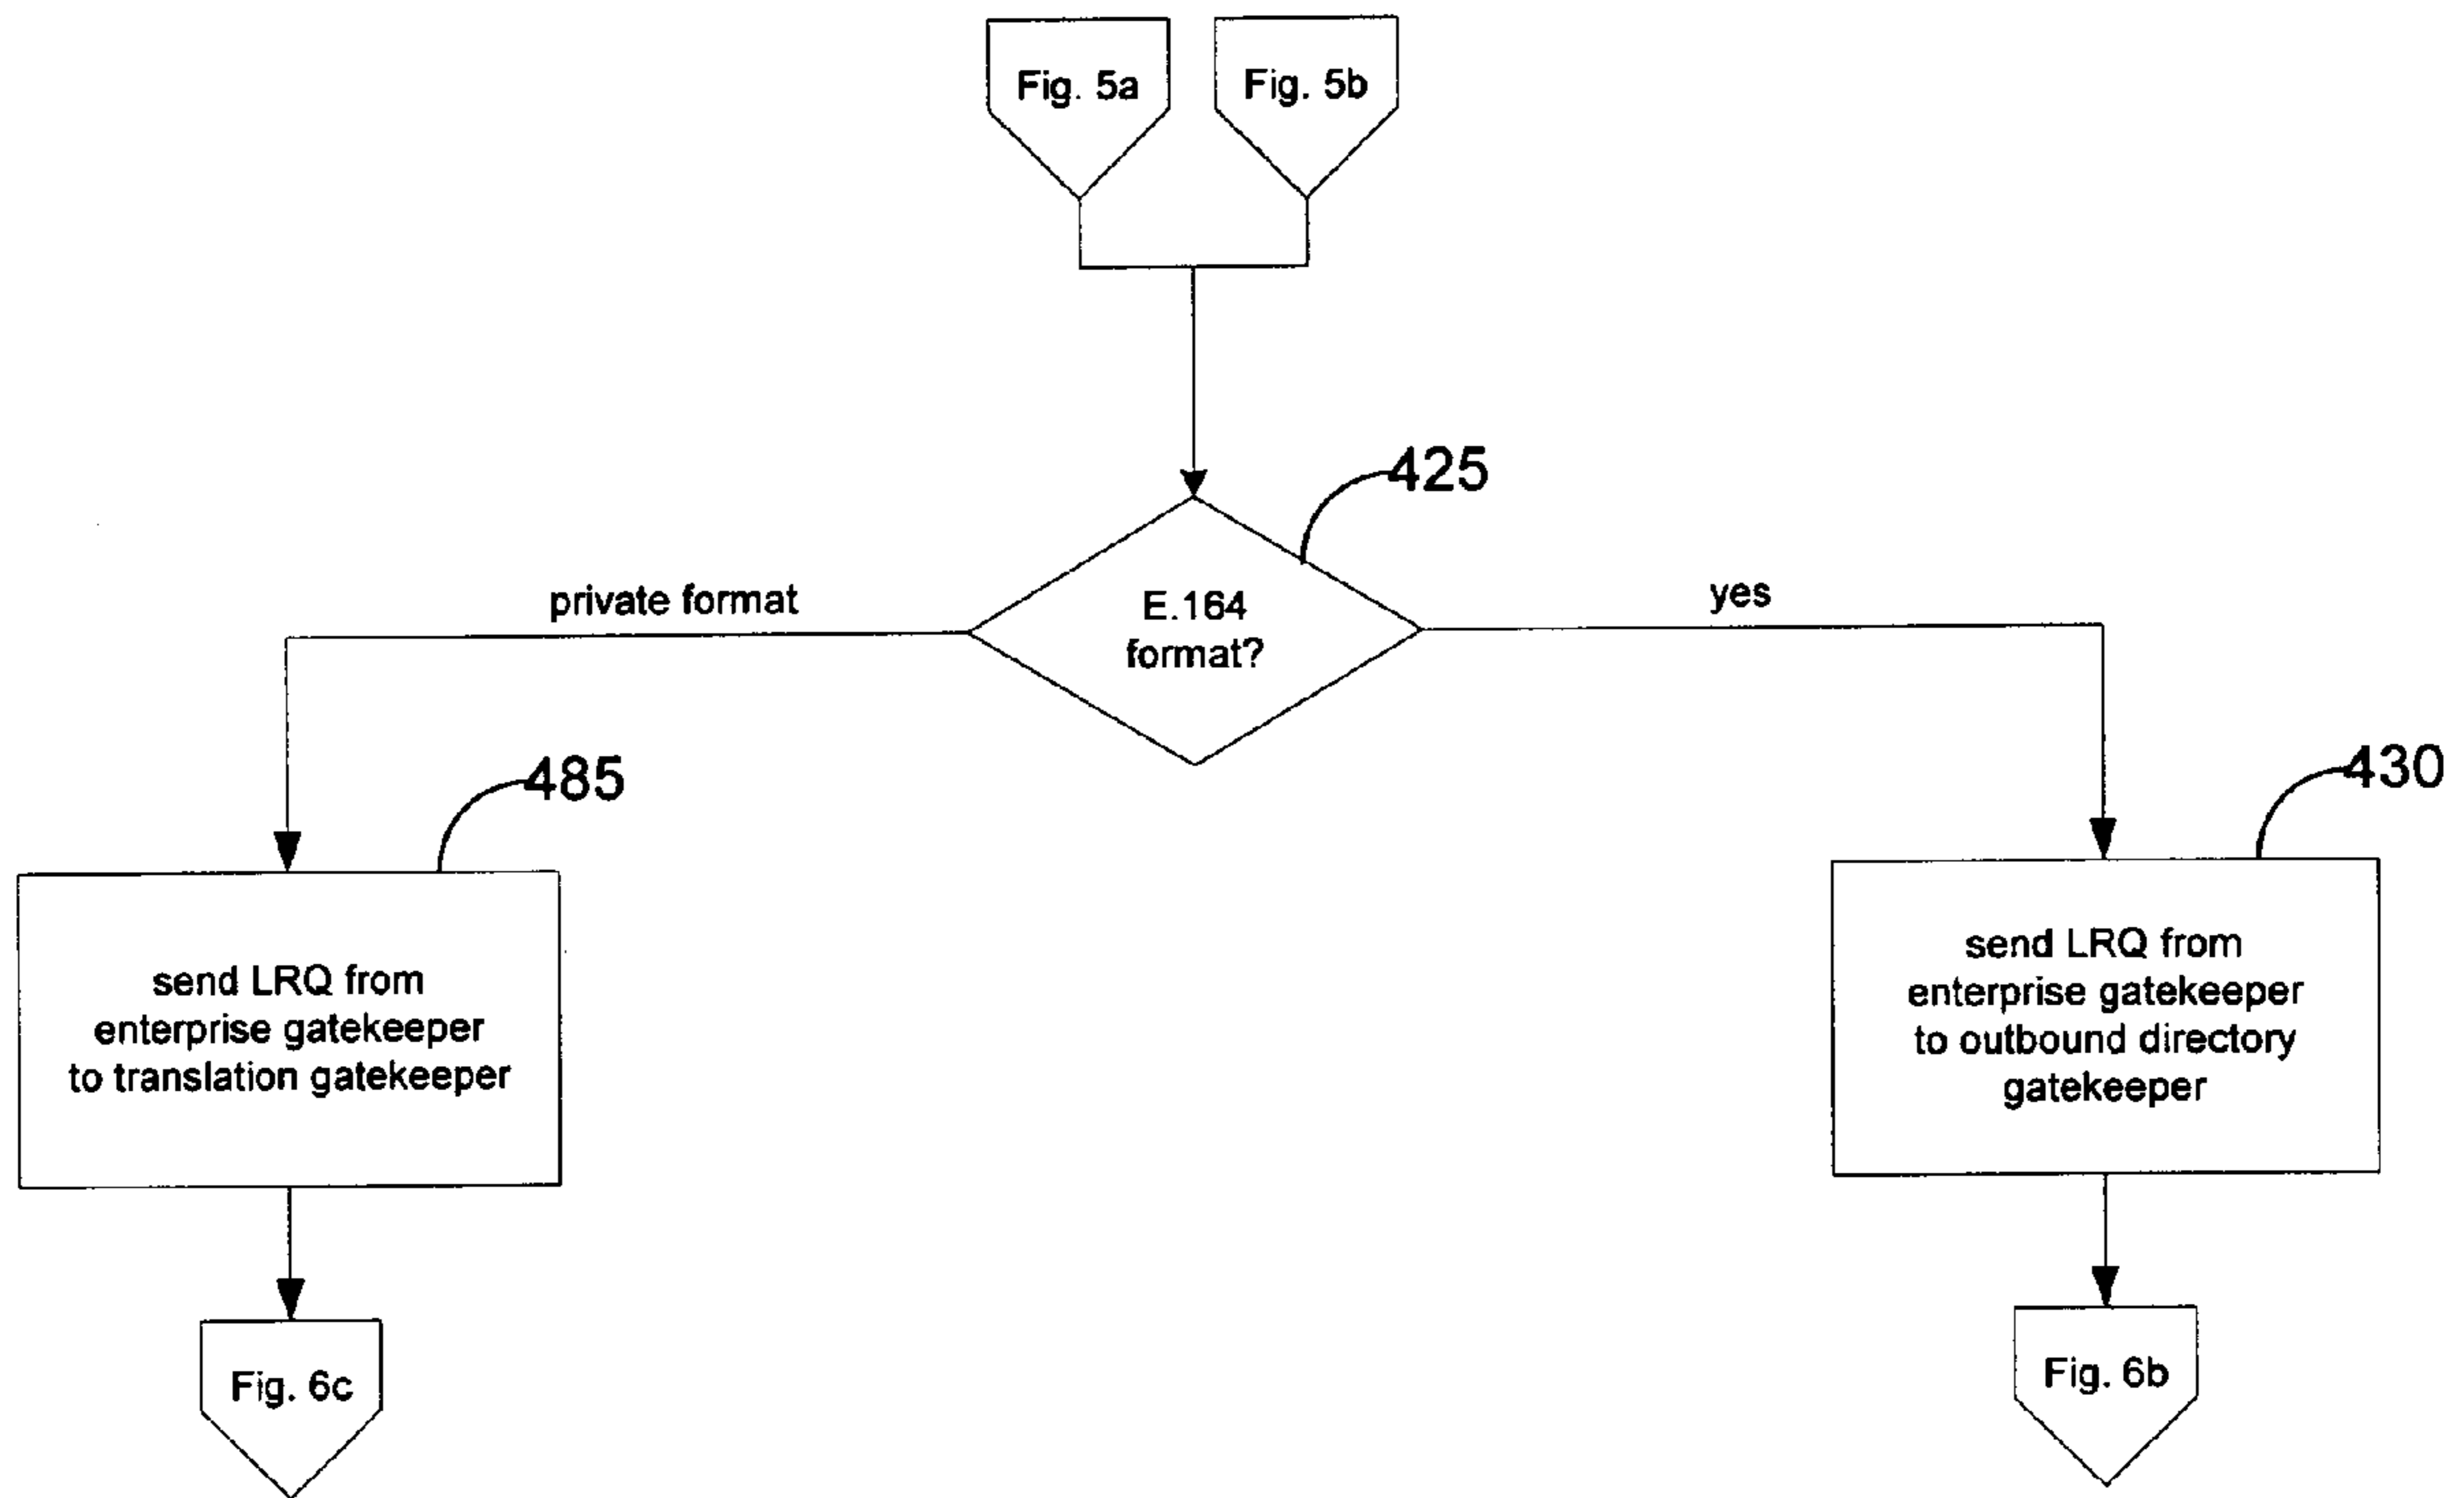 Fig. 5a
Fig. 5b
425
E.164
format?
private format
yes
485
430
send LRQ from
enterprise gatekeeper
to translation gatekeeper
send LRQ from
enterprise gatekeeper
to outbound directory
gatekeeper
Fig. 6c
Fig. 6b